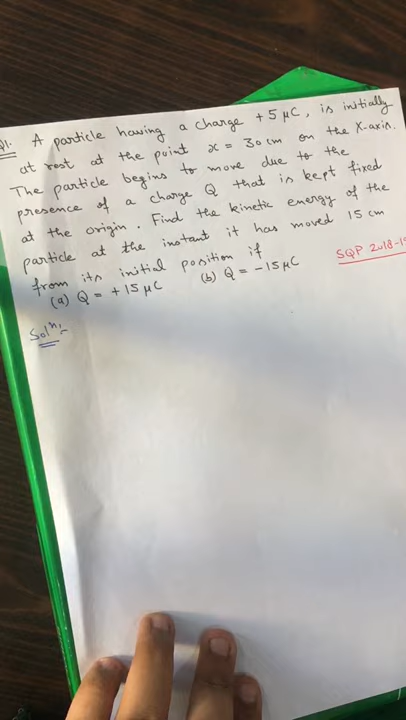 Q1. A particle having a charge +5 μC, is initially
at rest at the point x = 30 cm on the X-axis.
The particle begins to move due to the
presence of a charge Q that is kept fixed
at the origin. Find the kinetic energy of the
particle at the instant it has moved 15 cm
from its initial position if
(a) Q = +15 μC (b) Q = -15 μC
SQP 2018-19
Solⁿ:-